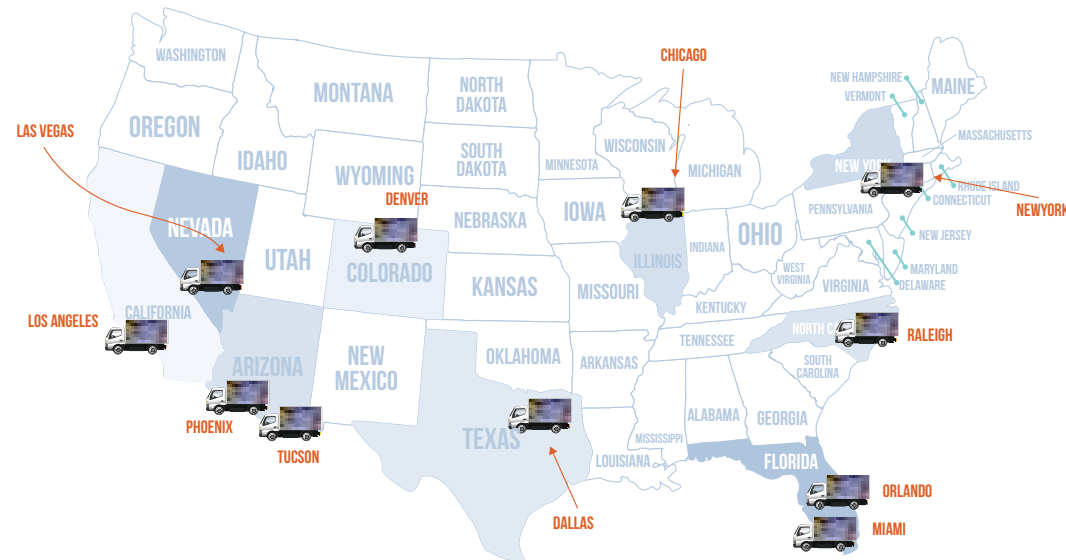 CHICAGO
WASHINGTON
MONTANA
NORTH
DAKOTA
NEW HAMPSHIRE
VERMONT
MAINE
LAS VEGAS
OREGON
IDAHO
SOUTH
DAKOTA
MINNESOTA
WISCONSIN
MICHIGAN
MASSACHUSETTS
WYOMING
DENVER
NEW YORK
RHODE ISLAND
CONNECTICUT
NEWYORK
NEVADA
NEBRASKA
IOWA
PENNSYLVANIA
NEW JERSEY
UTAH
COLORADO
ILLINOIS
INDIANA
OHIO
WEST
VIRGINIA
VIRGINIA
MARYLAND
DELAWARE
KANSAS
MISSOURI
KENTUCKY
LOS ANGELES
CALIFORNIA
NORTH C
RALEIGH
TENNESSEE
ARIZONA
NEW
MEXICO
OKLAHOMA
ARKANSAS
SOUTH
CAROLINA
PHOENIX
TUCSON
TEXAS
MISSISSIPPI
ALABAMA
GEORGIA
LOUISIANA
FLORIDA
ORLANDO
DALLAS
MIAMI